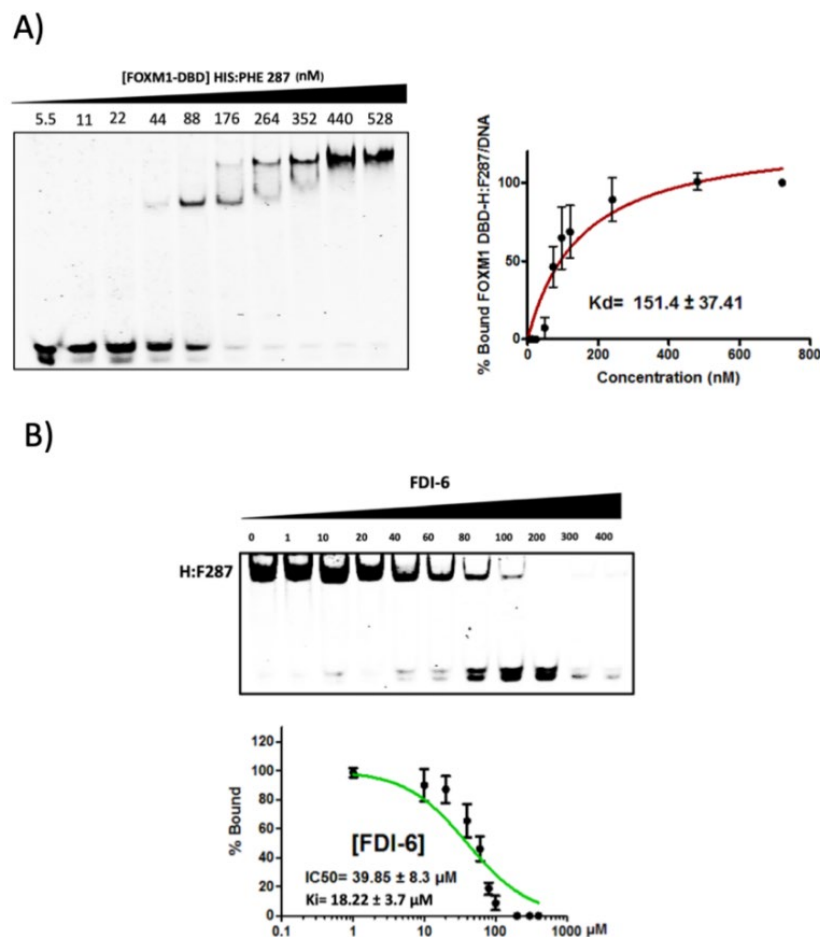 A)
[FOXM1-DBD] HIS:PHE 287 (nM)
5.5 11 22 44 88 176 264 352 440 528
% Bound FOXM1 DBD-H:F287/DNA
100
50
0
Kd= 151.4 ± 37.41
0 200 400 600 800
Concentration (nM)
B)
FDI-6
0 1 10 20 40 60 80 100 200 300 400
H:F287
% Bound
120
100
80
60
40
20
0
[FDI-6]
IC50= 39.85 ± 8.3 µM
Ki= 18.22 ± 3.7 µM
0.1 1 10 100 1000 µM